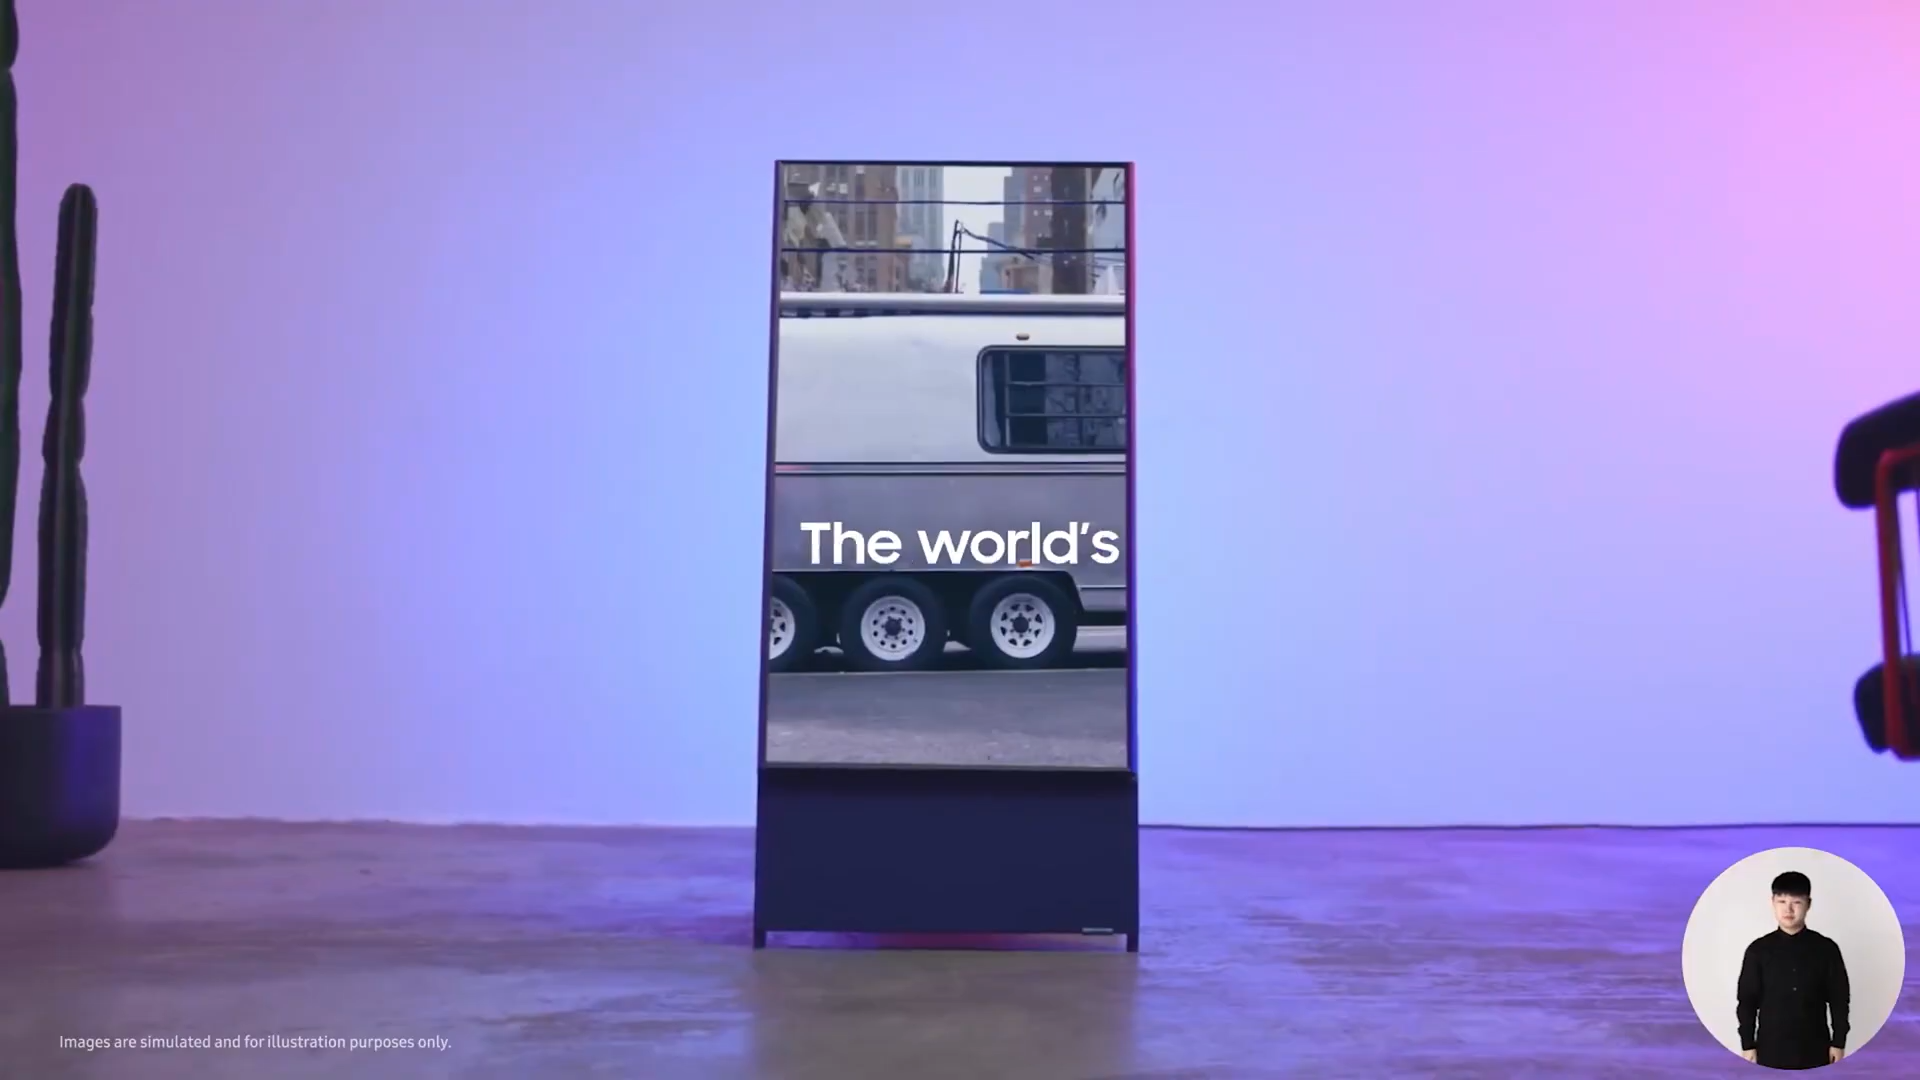 The world's
Images are simulated and for illustration purposes only.